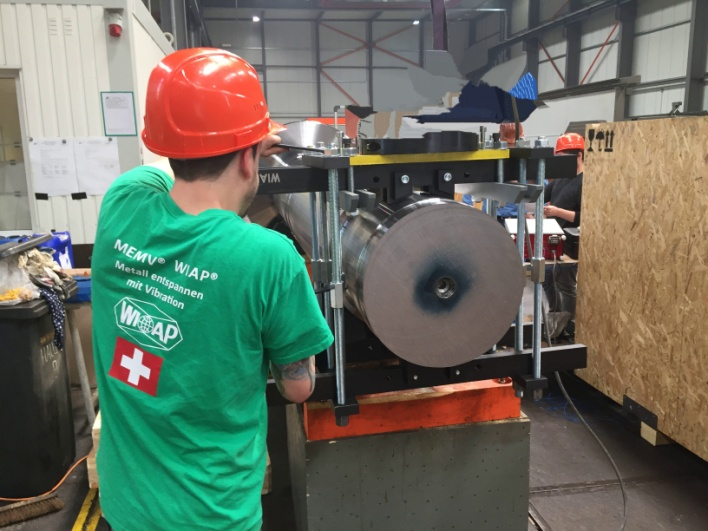 MEMV® WIAP®
Metall entspannen
mit Vibration
WIAP
WIAP